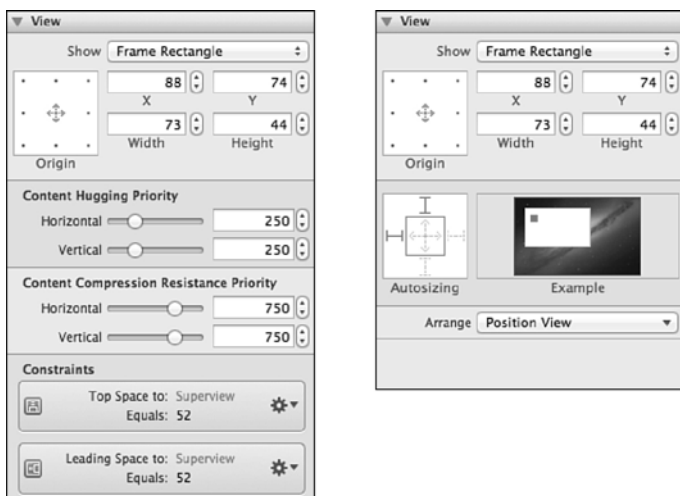 View
Show Frame Rectangle
88 74
X Y
73 44
Width Height
Origin
Content Hugging Priority
Horizontal 250
Vertical 250
Content Compression Resistance Priority
Horizontal 750
Vertical 750
Constraints
Top Space to: Superview
Equals: 52
Leading Space to: Superview
Equals: 52
View
Show Frame Rectangle
88 74
X Y
73 44
Width Height
Origin
Autosizing Example
Arrange Position View